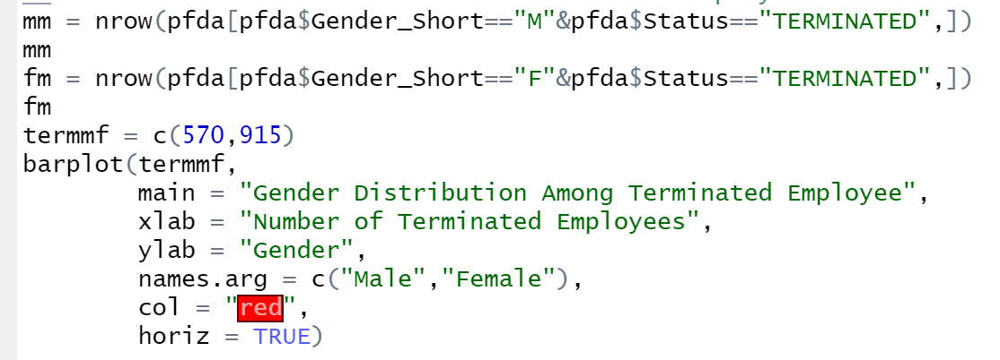 mm = nrow(pfda[pfda$Gender_Short=="M"&pfda$Status=="TERMINATED",])
mm
fm = nrow(pfda[pfda$Gender_Short=="F"&pfda$Status=="TERMINATED",])
fm
termmf = c(570,915)
barplot(termmf,
        main = "Gender Distribution Among Terminated Employee",
        xlab = "Number of Terminated Employees",
        ylab = "Gender",
        names.arg = c("Male","Female"),
        col = "red",
        horiz = TRUE)